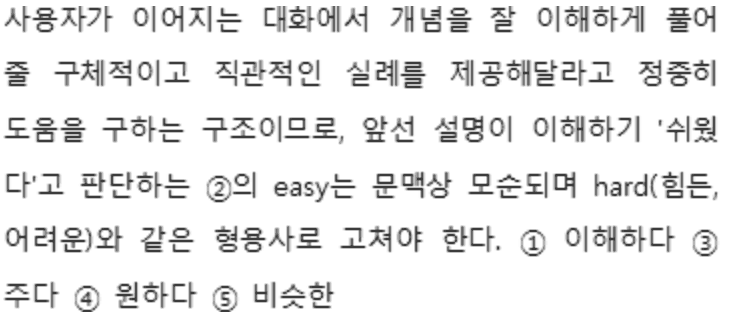 사용자가 이어지는 대화에서 개념을 잘 이해하게 풀어
줄 구체적이고 직관적인 실례를 제공해달라고 정중히
도움을 구하는 구조이므로, 앞선 설명이 이해하기 '쉬웠
다'고 판단하는 ②의 easy는 문맥상 모순되며 hard(힘든,
어려운)와 같은 형용사로 고쳐야 한다. ① 이해하다 ③
주다 ④ 원하다 ⑤ 비슷한